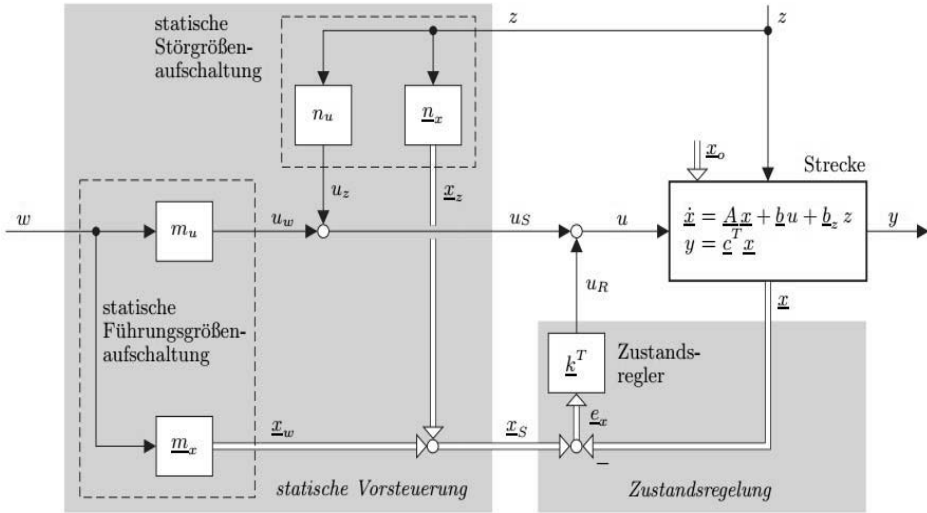 statische
Störgrößen-
aufschaltung
z
z
n_u
n_x
x_o
Strecke
u_z
x_z
w
m_u
u_w
u_S
u
ẋ = A x + b u + b_z z
y = c^T x
y
u_R
x
statische
Führungsgrößen-
aufschaltung
k^T
Zustands-
regler
m_x
x_w
x_S
e_x
–
statische Vorsteuerung
Zustandsregelung